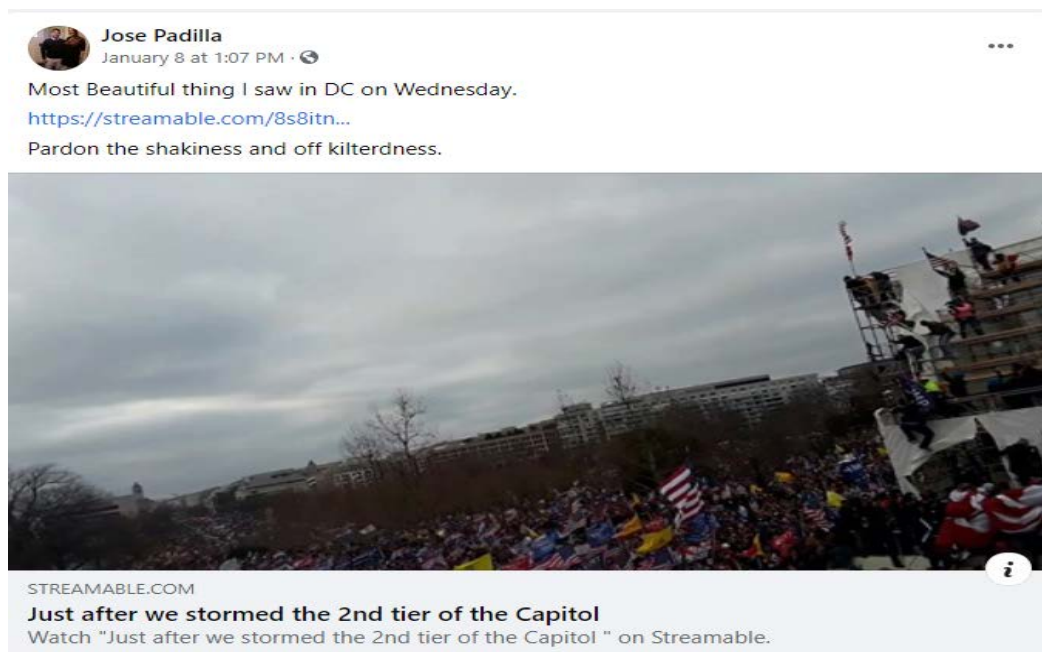 Jose Padilla
January 8 at 1:07 PM ·
Most Beautiful thing I saw in DC on Wednesday.
https://streamable.com/8s8itn...
Pardon the shakiness and off kilterdness.
i
STREAMABLE.COM
Just after we stormed the 2nd tier of the Capitol
Watch "Just after we stormed the 2nd tier of the Capitol " on Streamable.